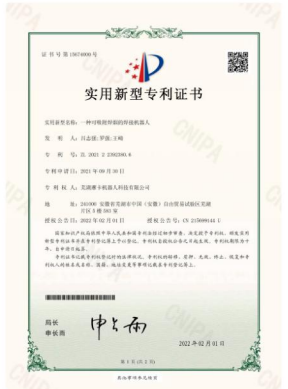 证书号第15674806号
CNIPA
实用新型专利证书
实用新型名称:一种可吸附焊烟的焊接机器人
发 明 人:吕志珑;罗强;王峰
专 利 号:ZL 2021 2 2392260.8
专利申请日:2021年09月30日
专 利 权 人:芜湖赛卡机器人科技有限公司
地 址:241000 安徽省芜湖市中国(安徽)自由贸易试验区芜湖
片区
授权公告日:2022年02月01日 授权公告号:CN 215699144 U
国家知识产权局依照中华人民共和国专利法经过初步审查,决定授予专利权,颁发实用
新型专利证书并在专利登记簿上予以登记。专利权自授权公告之日起生效。专利权期限为十
年,自申请日起算。
专利证书记载专利权登记时的法律状况。专利权的转移、质押、无效、终止、恢复和专
利权人的姓名或名称、国籍、地址变更等事项记载在专利登记簿上。
局长
申长雨
申长雨
2022年02月01日
第 1 页 (共 2 页)
其他事项参见续页